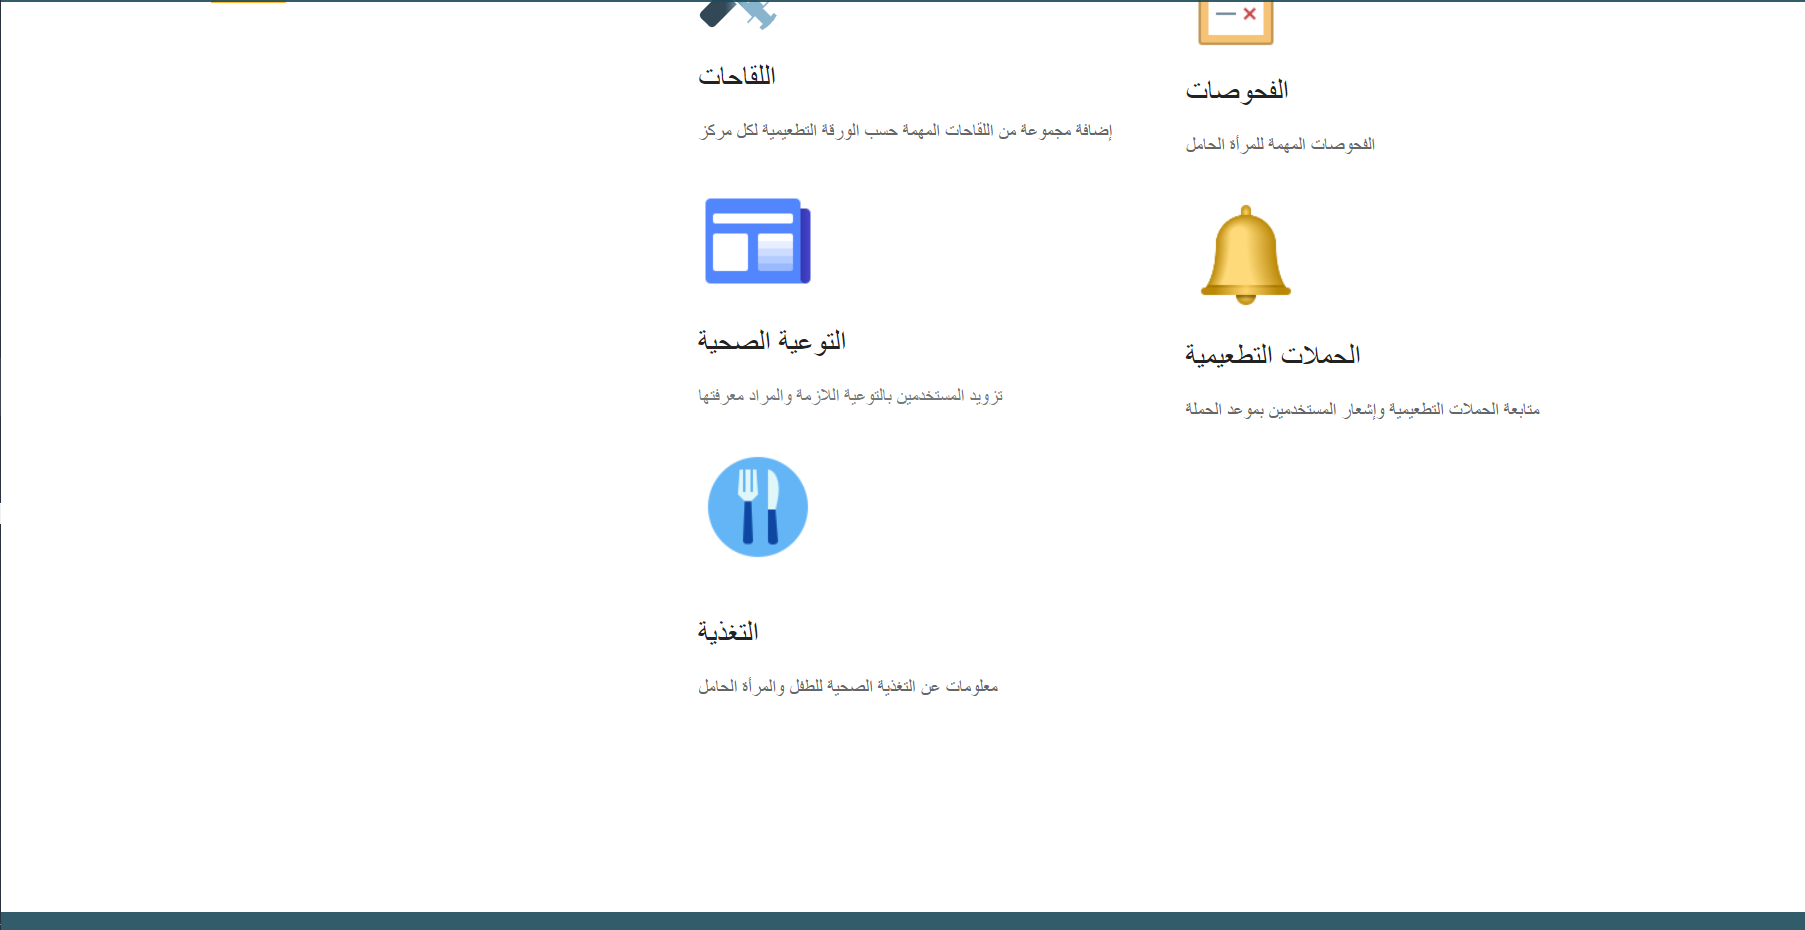 اللقاحات
إضافة مجموعة من اللقاحات المهمة حسب الورقة التطعيمية لكل مركز
الفحوصات
الفحوصات المهمة للمرأة الحامل
التوعية الصحية
تزويد المستخدمين بالتوعية اللازمة والمراد معرفتها
الحملات التطعيمية
متابعة الحملات التطعيمية وإشعار المستخدمين بموعد الحملة
التغذية
معلومات عن التغذية الصحية للطفل والمرأة الحامل